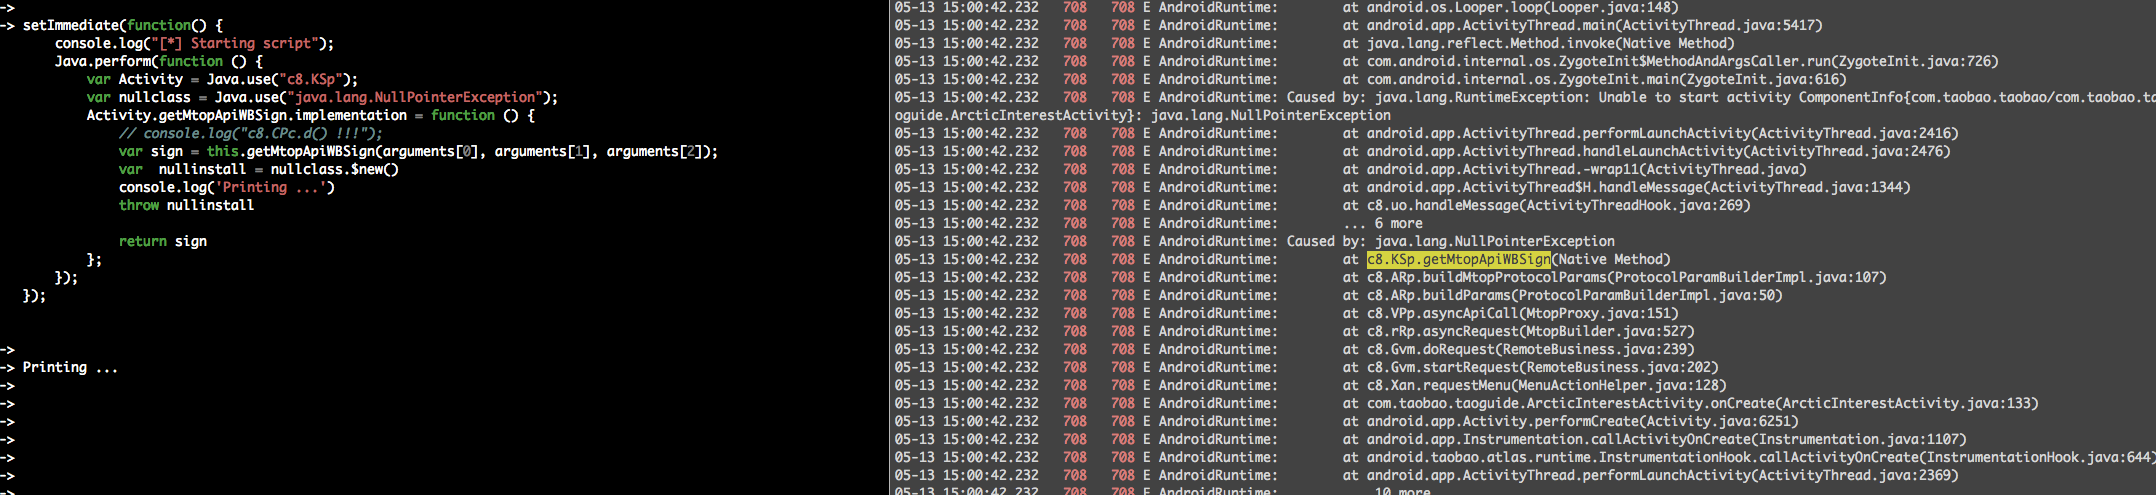 ->
-> setImmediate(function() {
console.log("[*] Starting script");
Java.perform(function () {
var Activity = Java.use("c8.KSp");
var nullclass = Java.use("java.lang.NullPointerException");
Activity.getMtopApiWBSign.implementation = function () {
// console.log("c8.CPc.d() !!!");
var sign = this.getMtopApiWBSign(arguments[0], arguments[1], arguments[2]);
var  nullinstall = nullclass.$new()
console.log('Printing ...')
throw nullinstall
return sign
};
});
});
->
-> Printing ...
->
->
->
->
->
->
->
05-13 15:00:42.232   708   708 E AndroidRuntime:        at android.os.Looper.loop(Looper.java:148)
05-13 15:00:42.232   708   708 E AndroidRuntime:        at android.app.ActivityThread.main(ActivityThread.java:5417)
05-13 15:00:42.232   708   708 E AndroidRuntime:        at java.lang.reflect.Method.invoke(Native Method)
05-13 15:00:42.232   708   708 E AndroidRuntime:        at com.android.internal.os.ZygoteInit$MethodAndArgsCaller.run(ZygoteInit.java:726)
05-13 15:00:42.232   708   708 E AndroidRuntime:        at com.android.internal.os.ZygoteInit.main(ZygoteInit.java:616)
05-13 15:00:42.232   708   708 E AndroidRuntime: Caused by: java.lang.RuntimeException: Unable to start activity ComponentInfo{com.taobao.taobao/com.taobao.ta
oguide.ArcticInterestActivity}: java.lang.NullPointerException
05-13 15:00:42.232   708   708 E AndroidRuntime:        at android.app.ActivityThread.performLaunchActivity(ActivityThread.java:2416)
05-13 15:00:42.232   708   708 E AndroidRuntime:        at android.app.ActivityThread.handleLaunchActivity(ActivityThread.java:2476)
05-13 15:00:42.232   708   708 E AndroidRuntime:        at android.app.ActivityThread.-wrap11(ActivityThread.java)
05-13 15:00:42.232   708   708 E AndroidRuntime:        at android.app.ActivityThread$H.handleMessage(ActivityThread.java:1344)
05-13 15:00:42.232   708   708 E AndroidRuntime:        at c8.uo.handleMessage(ActivityThreadHook.java:269)
05-13 15:00:42.232   708   708 E AndroidRuntime:        ... 6 more
05-13 15:00:42.232   708   708 E AndroidRuntime: Caused by: java.lang.NullPointerException
05-13 15:00:42.232   708   708 E AndroidRuntime:        at c8.KSp.getMtopApiWBSign(Native Method)
05-13 15:00:42.232   708   708 E AndroidRuntime:        at c8.ARp.buildMtopProtocolParams(ProtocolParamBuilderImpl.java:107)
05-13 15:00:42.232   708   708 E AndroidRuntime:        at c8.ARp.buildParams(ProtocolParamBuilderImpl.java:50)
05-13 15:00:42.232   708   708 E AndroidRuntime:        at c8.VPp.asyncApiCall(MtopProxy.java:151)
05-13 15:00:42.232   708   708 E AndroidRuntime:        at c8.rRp.asyncRequest(MtopBuilder.java:527)
05-13 15:00:42.232   708   708 E AndroidRuntime:        at c8.Gvm.doRequest(RemoteBusiness.java:239)
05-13 15:00:42.232   708   708 E AndroidRuntime:        at c8.Gvm.startRequest(RemoteBusiness.java:202)
05-13 15:00:42.232   708   708 E AndroidRuntime:        at c8.Xan.requestMenu(MenuActionHelper.java:128)
05-13 15:00:42.232   708   708 E AndroidRuntime:        at com.taobao.taoguide.ArcticInterestActivity.onCreate(ArcticInterestActivity.java:133)
05-13 15:00:42.232   708   708 E AndroidRuntime:        at android.app.Activity.performCreate(Activity.java:6251)
05-13 15:00:42.232   708   708 E AndroidRuntime:        at android.app.Instrumentation.callActivityOnCreate(Instrumentation.java:1107)
05-13 15:00:42.232   708   708 E AndroidRuntime:        at android.taobao.atlas.runtime.InstrumentationHook.callActivityOnCreate(InstrumentationHook.java:644)
05-13 15:00:42.232   708   708 E AndroidRuntime:        at android.app.ActivityThread.performLaunchActivity(ActivityThread.java:2369)
05-13 15:00:42.232   708   708 E AndroidRuntime:        ... 10 more